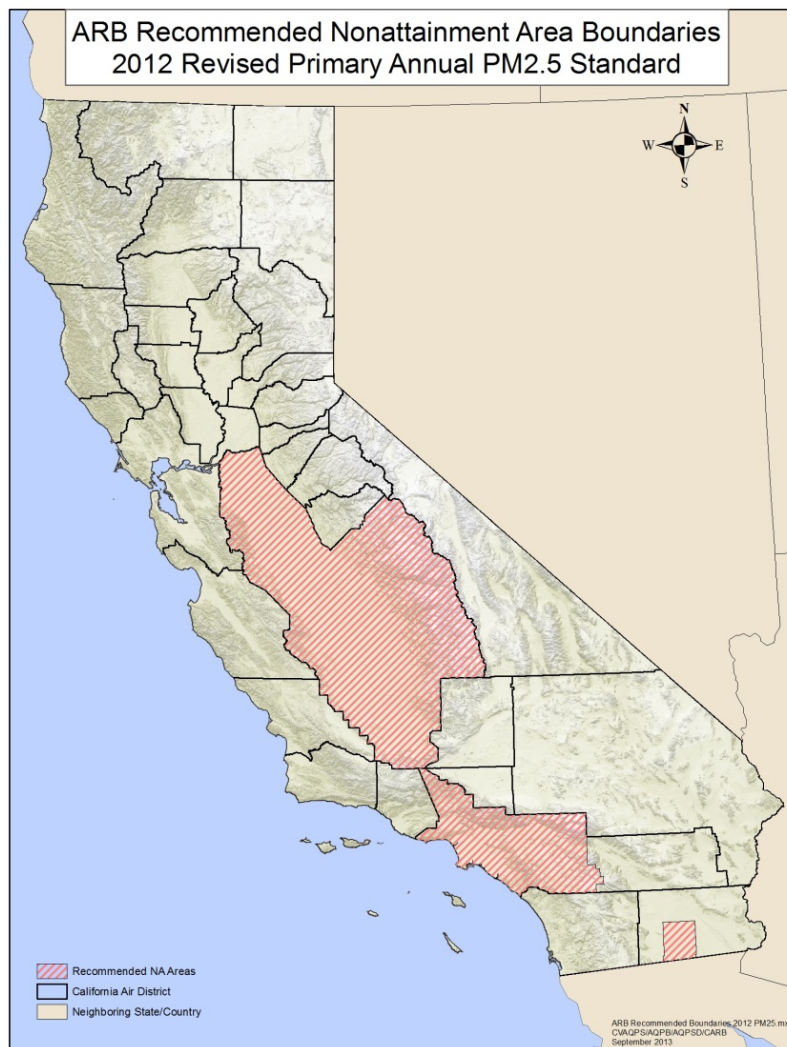 ARB Recommended Nonattainment Area Boundaries
2012 Revised Primary Annual PM2.5 Standard
N
W E
S
Recommended NA Areas
California Air District
Neighboring State/Country
ARB Recommended Boundaries 2012 PM25.mx
CVAQPS/AQPB/AQPSD/CARB
September 2013